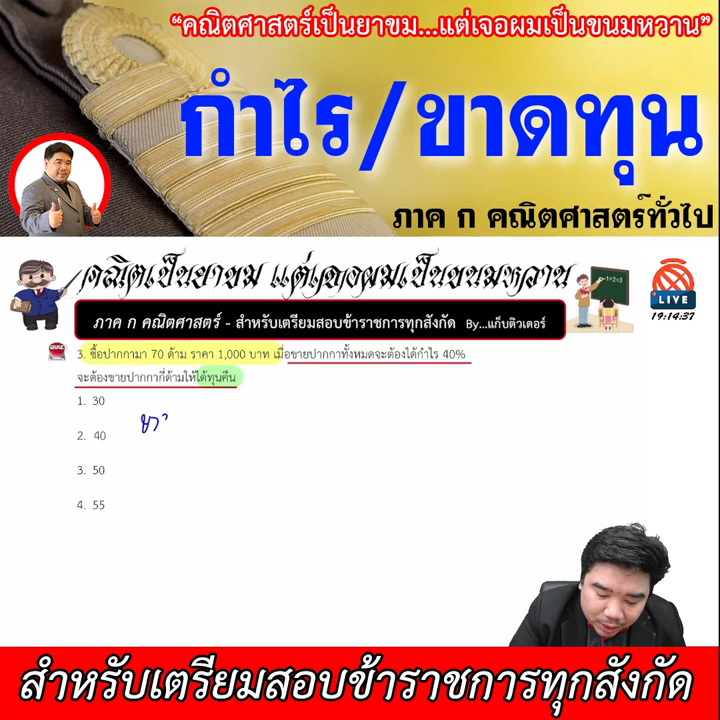 “คณิตศาสตร์เป็นยาขม...แต่เจอผมเป็นขนมหวาน”
กำไร/ขาดทุน
ภาค ก คณิตศาสตร์ทั่วไป
คณิตเป็นยาขม แต่เจอผมเป็นขนมหวาน
1+2=3
ภาค ก คณิตศาสตร์ - สำหรับเตรียมสอบข้าราชการทุกสังกัด By...แก็บติวเตอร์
LIVE
19:14:37
QUIZ
3. ซื้อปากกามา 70 ด้าม ราคา 1,000 บาท เมื่อขายปากกาทั้งหมดจะต้องได้กำไร 40%
จะต้องขายปากกากี่ด้ามให้ได้ทุนคืน
1. 30
2. 40
3. 50
4. 55
สำหรับเตรียมสอบข้าราชการทุกสังกัด